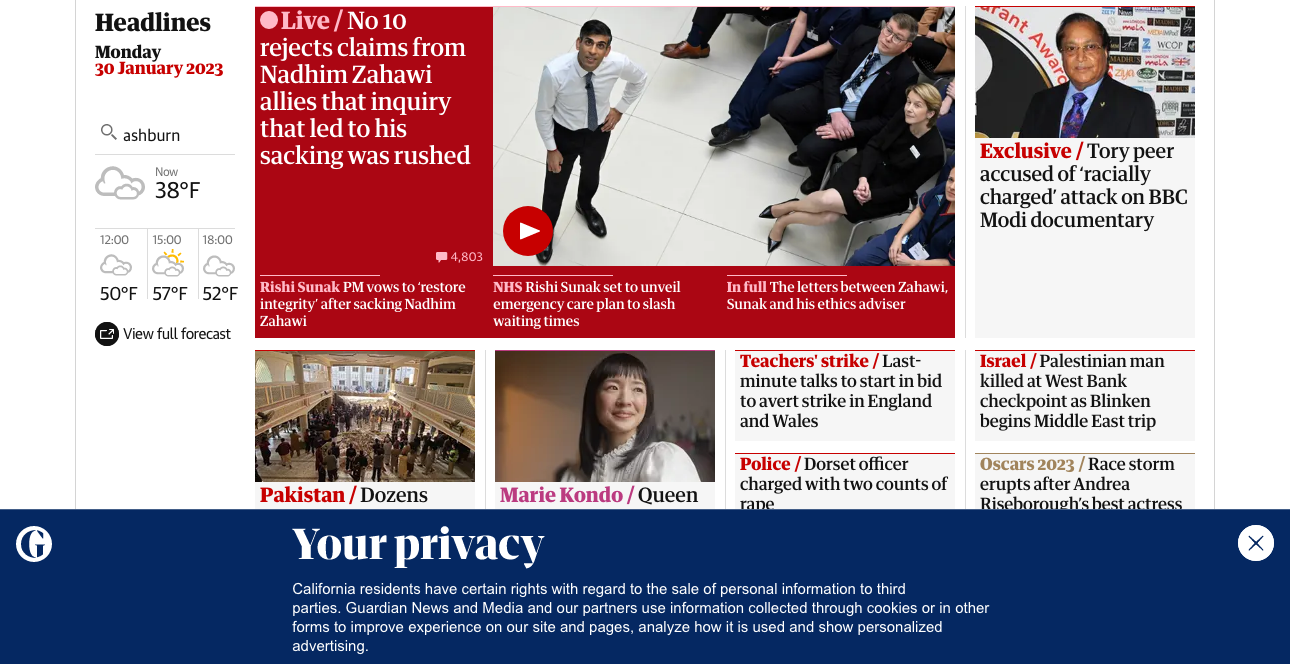 Headlines
Monday
30 January 2023
ashburn
Now
38°F
12:00
15:00
18:00
50°F
57°F
52°F
View full forecast
Live / No 10
rejects claims from
Nadhim Zahawi
allies that inquiry
that led to his
sacking was rushed
4,803
Rishi Sunak PM vows to ‘restore
integrity’ after sacking Nadhim
Zahawi
NHS Rishi Sunak set to unveil
emergency care plan to slash
waiting times
In full The letters between Zahawi,
Sunak and his ethics adviser
Exclusive / Tory peer
accused of ‘racially
charged’ attack on BBC
Modi documentary
Pakistan / Dozens
Marie Kondo / Queen
Teachers' strike / Last-
minute talks to start in bid
to avert strike in England
and Wales
Police / Dorset officer
charged with two counts of
rape
Israel / Palestinian man
killed at West Bank
checkpoint as Blinken
begins Middle East trip
Oscars 2023 / Race storm
erupts after Andrea
Riseborough’s best actress
Your privacy
California residents have certain rights with regard to the sale of personal information to third
parties. Guardian News and Media and our partners use information collected through cookies or in other
forms to improve experience on our site and pages, analyze how it is used and show personalized
advertising.